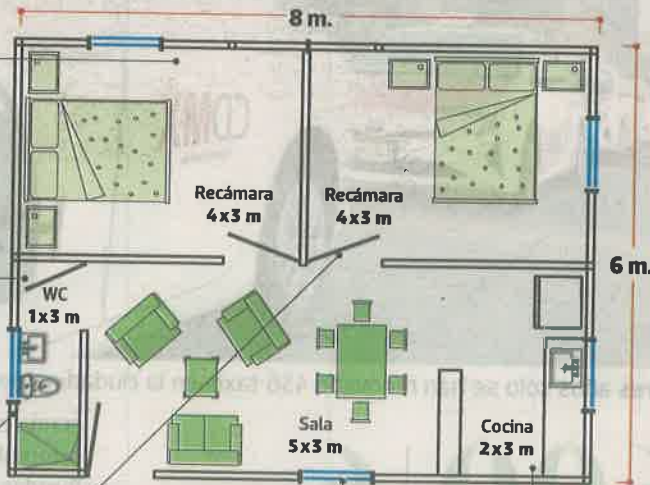 8 m.
Recámara
4x3 m
Recámara
4x3 m
6 m.
WC
1x3 m
Sala
5x3 m
Cocina
2x3 m